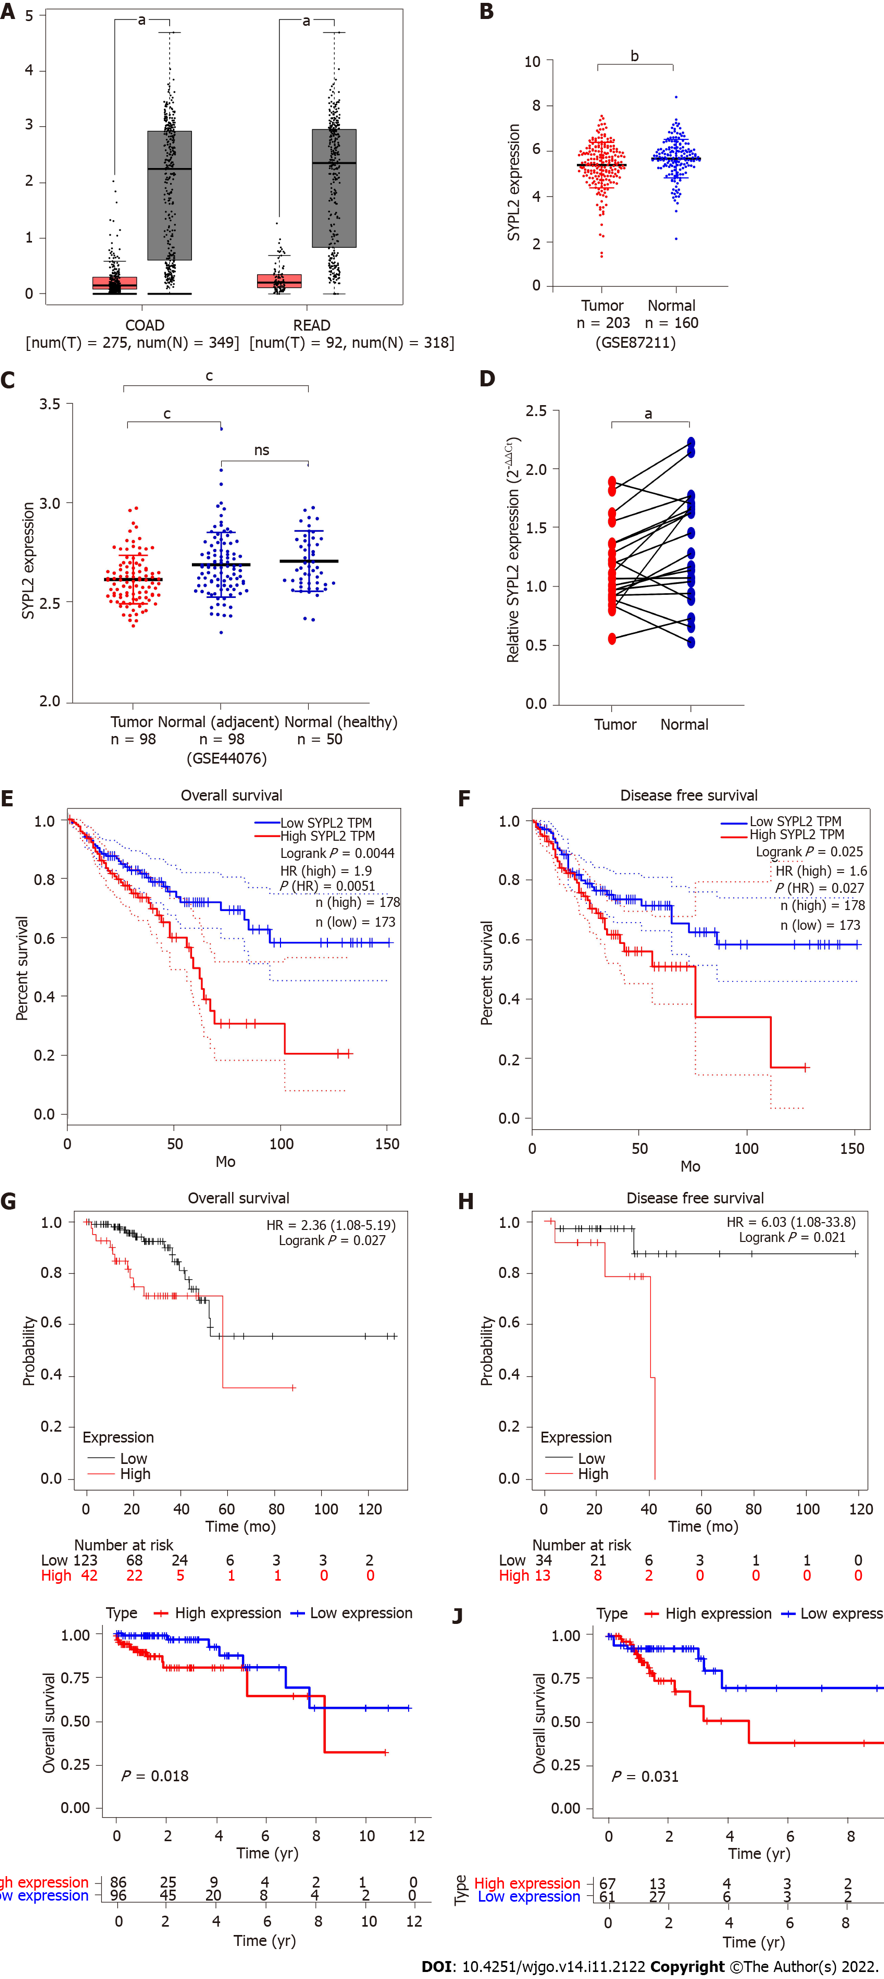 A
a
a
5
4
3
2
1
0
COAD
READ
[num(T) = 275, num(N) = 349]
[num(T) = 92, num(N) = 318]
B
b
SYPL2 expression
10
8
6
4
2
0
Tumor
Normal
n = 203
n = 160
(GSE87211)
C
c
c
ns
SYPL2 expression
3.5
3.0
2.5
2.0
Tumor
Normal (adjacent)
Normal (healthy)
n = 98
n = 98
n = 50
(GSE44076)
D
a
Relative SYPL2 expression (2-ΔΔCt)
2.5
2.0
1.5
1.0
0.5
0.0
Tumor
Normal
E
Overall survival
Low SYPL2 TPM
High SYPL2 TPM
Logrank P = 0.0044
HR (high) = 1.9
P (HR) = 0.0051
n (high) = 178
n (low) = 173
Percent survival
1.0
0.8
0.6
0.4
0.2
0.0
0 50 100 150
Mo
F
Disease free survival
Low SYPL2 TPM
High SYPL2 TPM
Logrank P = 0.025
HR (high) = 1.6
P (HR) = 0.027
n (high) = 178
n (low) = 173
Percent survival
1.0
0.8
0.6
0.4
0.2
0.0
0 50 100 150
Mo
G
Overall survival
HR = 2.36 (1.08-5.19)
Logrank P = 0.027
Probability
1.0
0.8
0.6
0.4
0.2
0.0
Expression
Low
High
0 20 40 60 80 100 120
Time (mo)
Number at risk
Low 123 68 24 6 3 3 2
High 42 22 5 1 1 0 0
H
Disease free survival
HR = 6.03 (1.08-33.8)
Logrank P = 0.021
Probability
1.0
0.8
0.6
0.4
0.2
0.0
Expression
Low
High
0 20 40 60 80 100 120
Time (mo)
Number at risk
Low 34 21 6 3 1 1 0
High 13 8 2 0 0 0 0
Type High expression Low expression
Overall survival
1.00
0.75
0.50
0.25
0.00
P = 0.018
0 2 4 6 8 10 12
Time (yr)
gh expression 86 25 9 4 2 1 0
ow expression 96 45 20 8 4 2 0
0 2 4 6 8 10 12
Time (yr)
J
Type High expression Low express
Overall survival
1.00
0.75
0.50
0.25
0.00
P = 0.031
0 2 4 6 8
Time (yr)
Type
High expression 67 13 4 3 2
Low expression 61 27 6 3 2
0 2 4 6 8
Time (yr)
DOI: 10.4251/wjgo.v14.i11.2122 Copyright ©The Author(s) 2022.